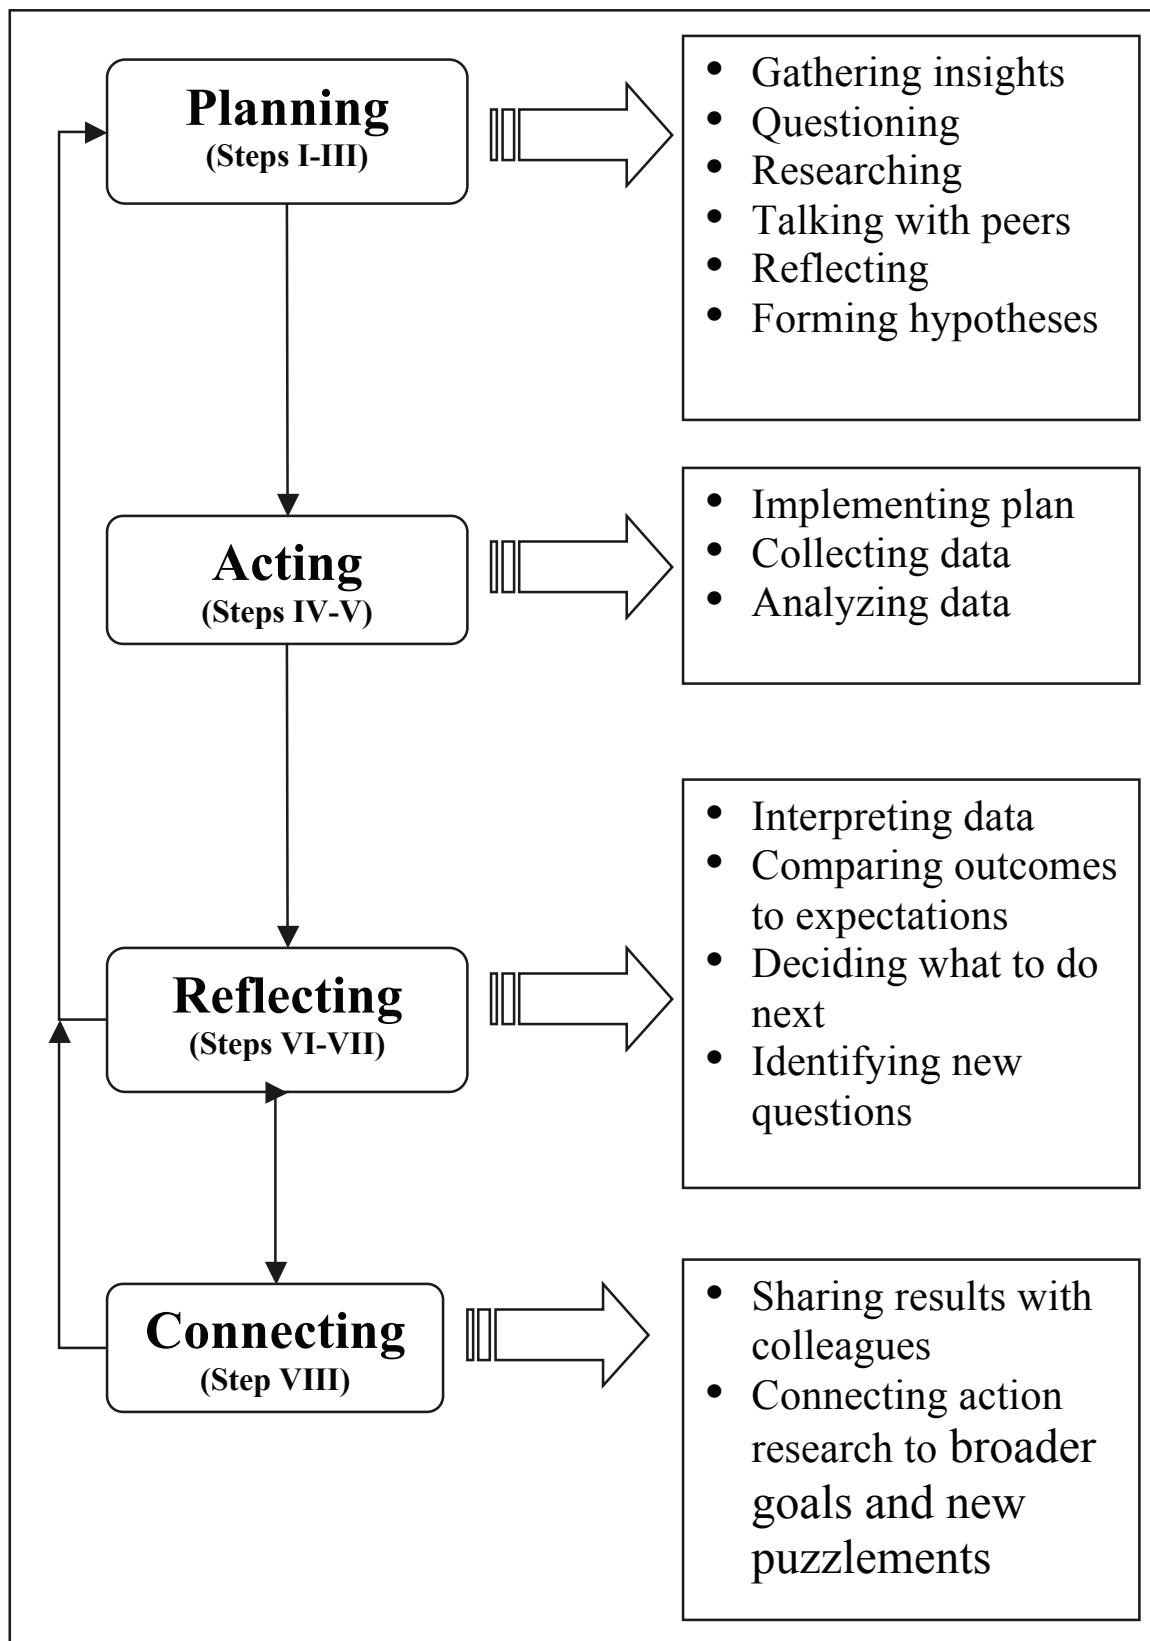 Planning
(Steps I-III)
• Gathering insights
• Questioning
• Researching
• Talking with peers
• Reflecting
• Forming hypotheses
Acting
(Steps IV-V)
• Implementing plan
• Collecting data
• Analyzing data
Reflecting
(Steps VI-VII)
• Interpreting data
• Comparing outcomes
to expectations
• Deciding what to do
next
• Identifying new
questions
Connecting
(Step VIII)
• Sharing results with
colleagues
• Connecting action
research to broader
goals and new
puzzlements